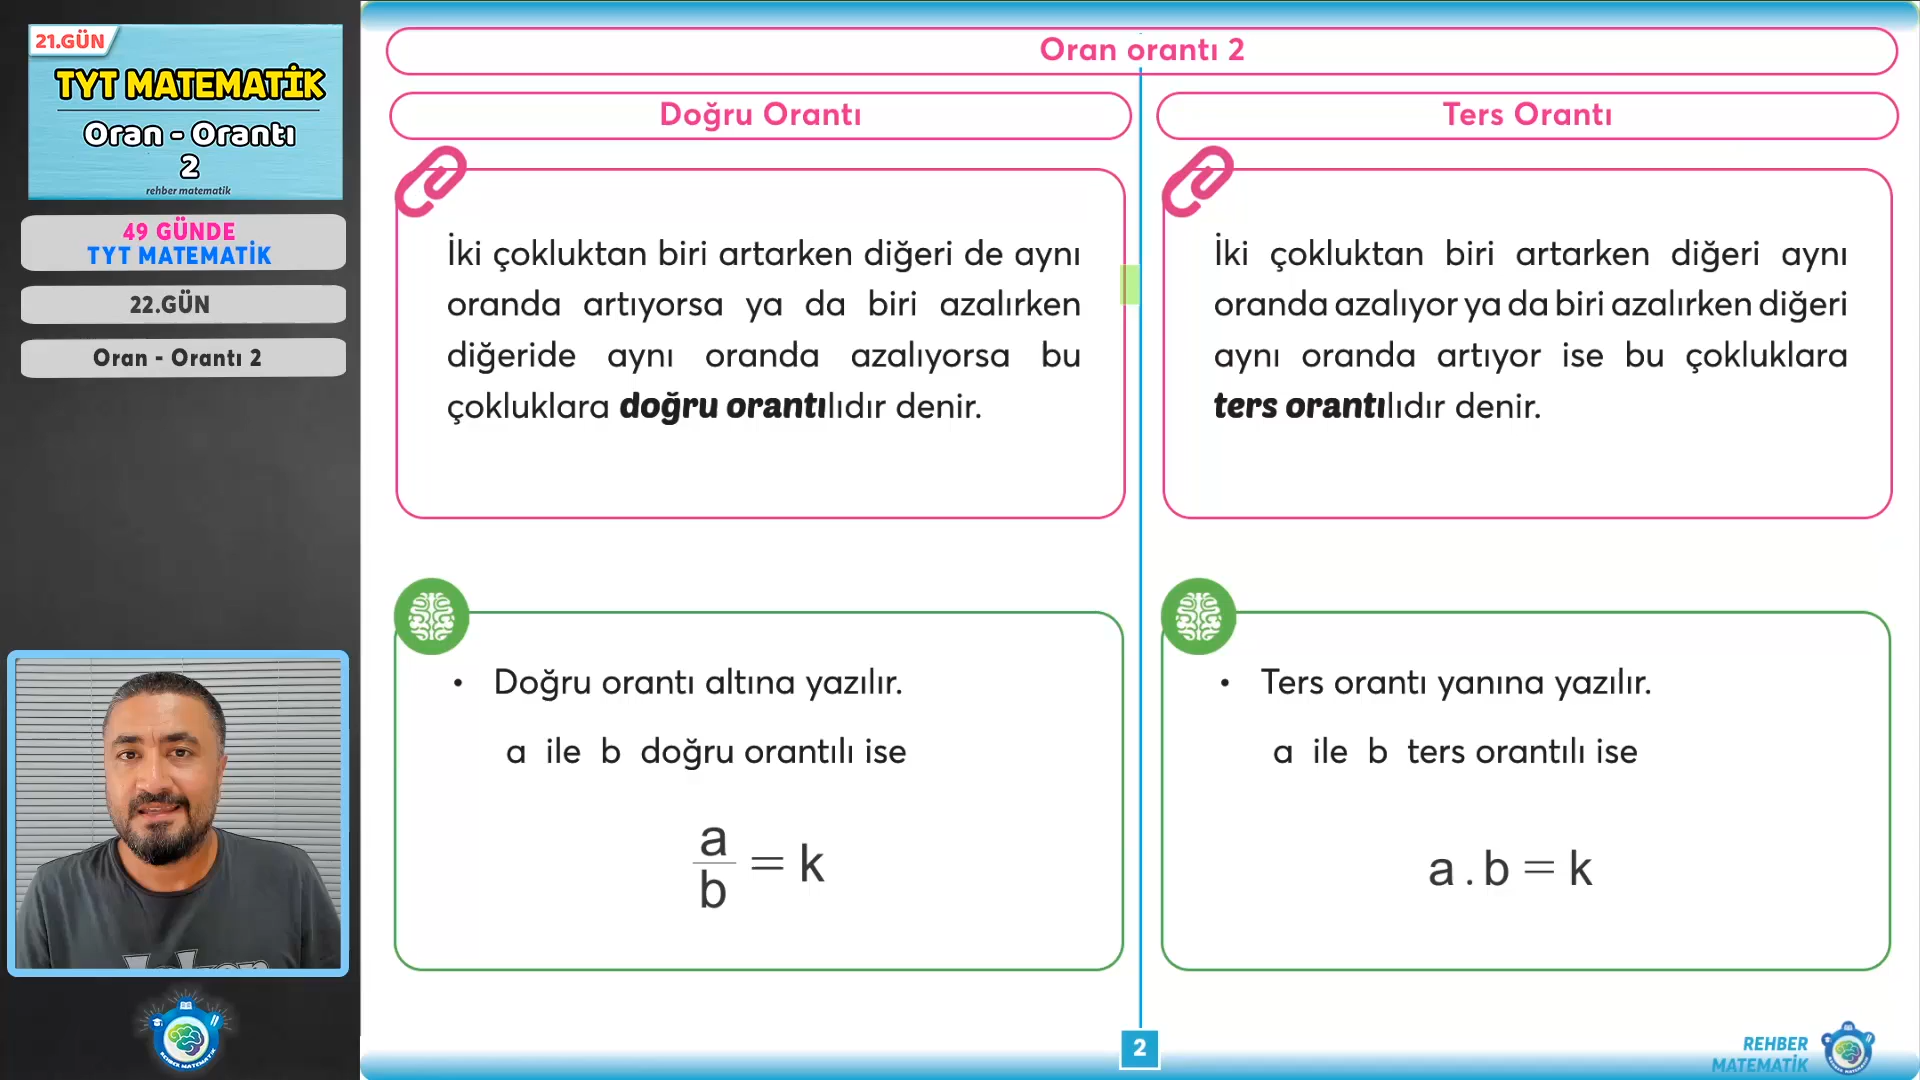 21.GÜN
TYT MATEMATİK
Oran - Orantı
2
rehber matematik
49 GÜNDE
TYT MATEMATİK
22.GÜN
Oran - Orantı 2
Oran orantı 2
Doğru Orantı
İki çokluktan biri artarken diğeri de aynı
oranda artıyorsa ya da biri azalırken
diğeride aynı oranda azalıyorsa bu
çokluklara doğru orantılıdır denir.
• Doğru orantı altına yazılır.
a ile b doğru orantılı ise
a/b = k
Ters Orantı
İki çokluktan biri artarken diğeri aynı
oranda azalıyor ya da biri azalırken diğeri
aynı oranda artıyor ise bu çokluklara
ters orantılıdır denir.
• Ters orantı yanına yazılır.
a ile b ters orantılı ise
a . b = k
REHBER MATEMATİK
2
REHBER
MATEMATİK